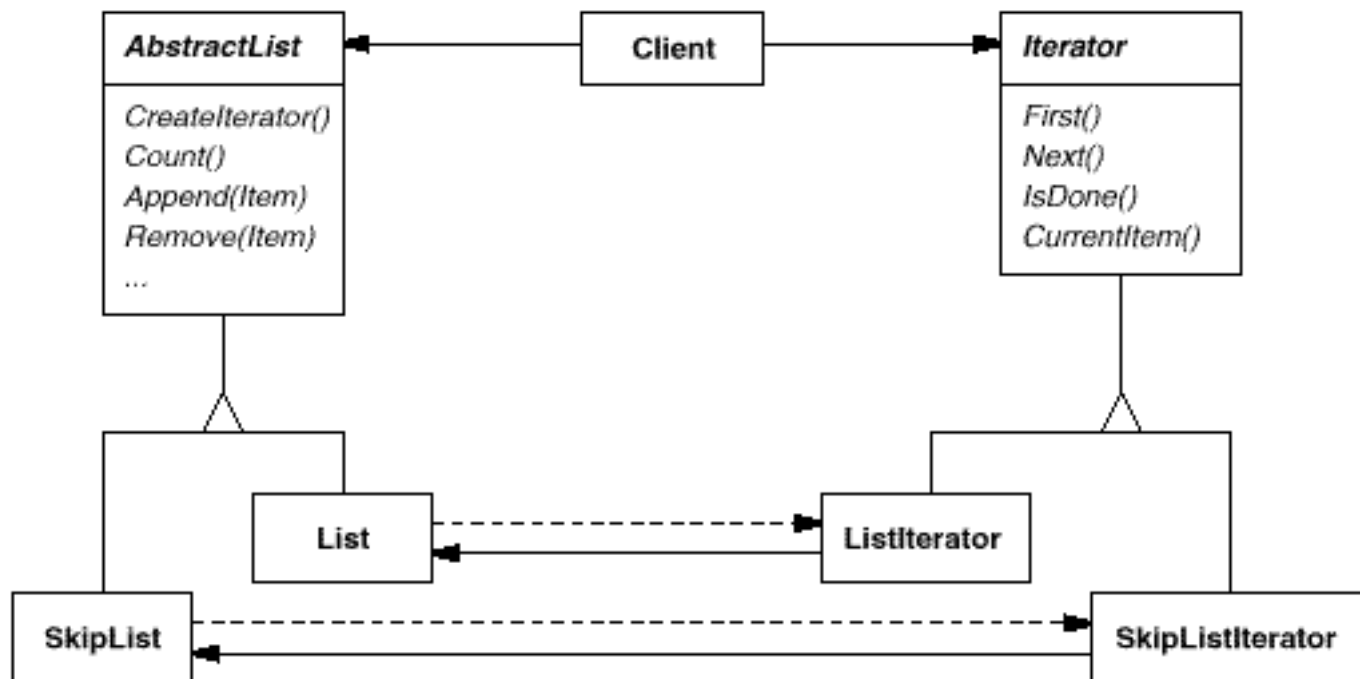 AbstractList
CreateIterator()
Count()
Append(Item)
Remove(Item)
...
Client
Iterator
First()
Next()
IsDone()
CurrentItem()
List
ListIterator
SkipList
SkipListIterator